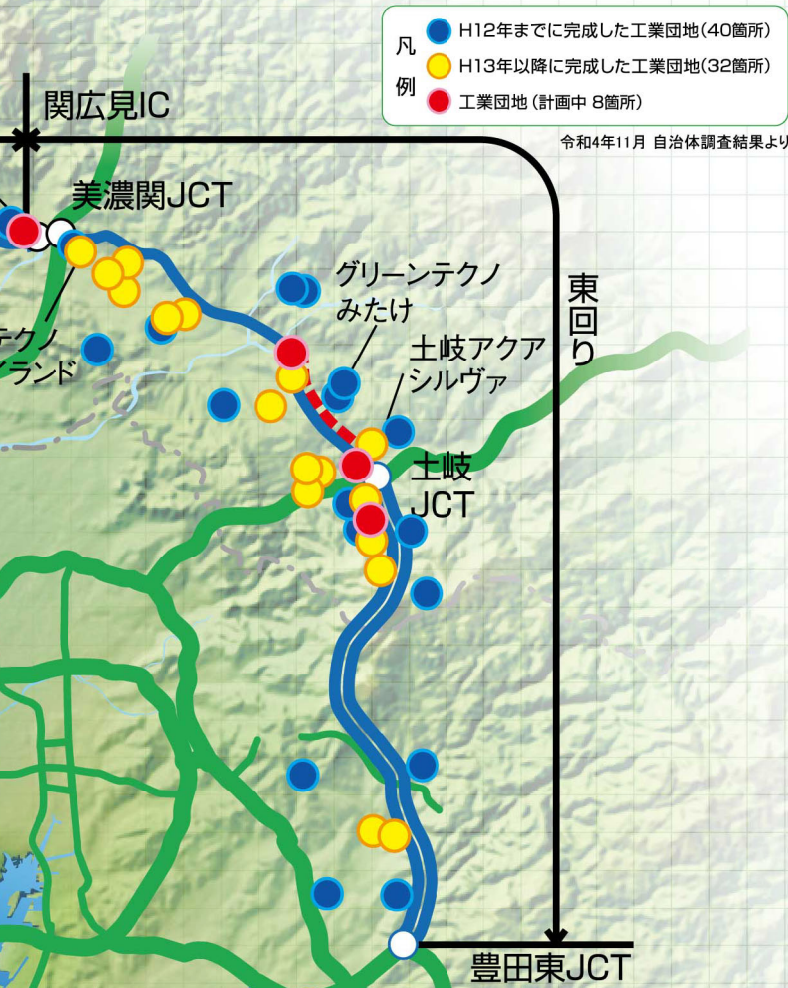 凡例
H12年までに完成した工業団地(40箇所)
H13年以降に完成した工業団地(32箇所)
工業団地(計画中 8箇所)
令和4年11月 自治体調査結果より
関広見IC
美濃関JCT
グリーンテクノ
みたけ
東回り
テクノ
イランド
土岐アクア
シルヴァ
土岐
JCT
豊田東JCT